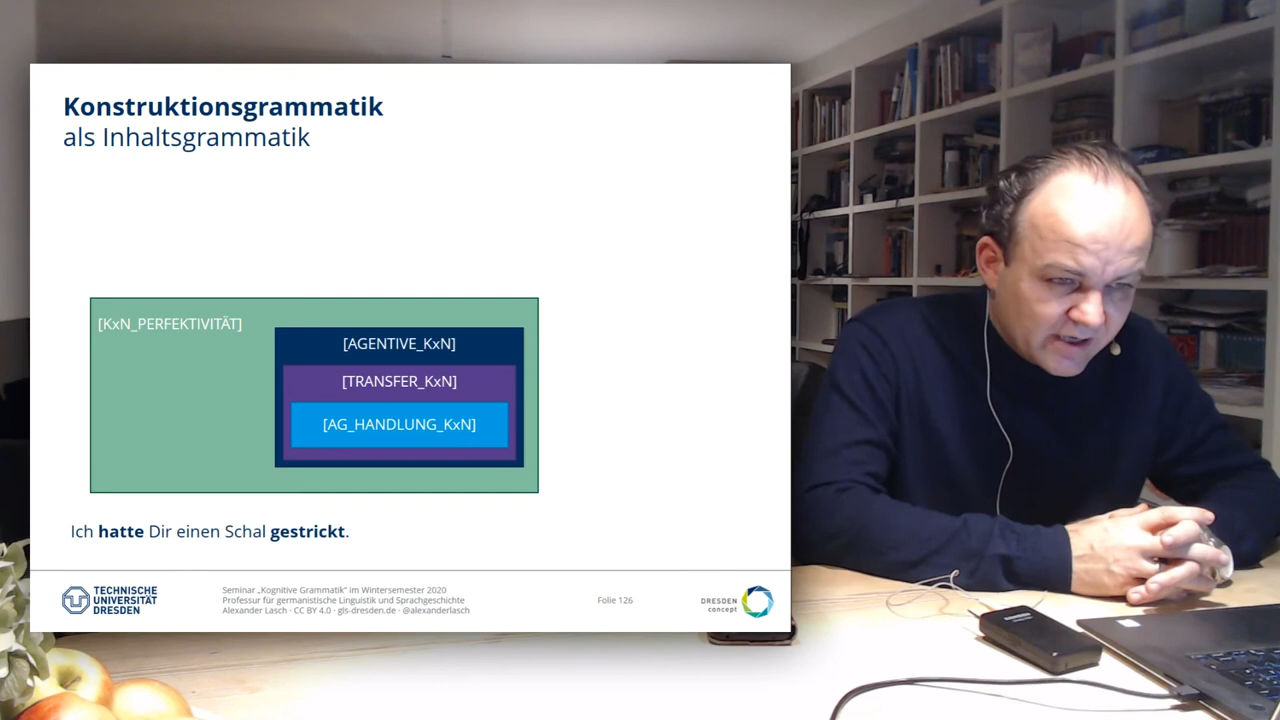 Konstruktionsgrammatik
als Inhaltsgrammatik
[KxN_PERFEKTIVITÄT]
[AGENTIVE_KxN]
[TRANSFER_KxN]
[AG_HANDLUNG_KxN]
Ich hatte Dir einen Schal gestrickt.
TECHNISCHE
UNIVERSITÄT
DRESDEN
Seminar „Kognitive Grammatik“ im Wintersemester 2020
Professur für germanistische Linguistik und Sprachgeschichte
Alexander Lasch · CC BY 4.0 · gls-dresden.de · @alexanderlasch
Folie 126
DRESDEN
concept